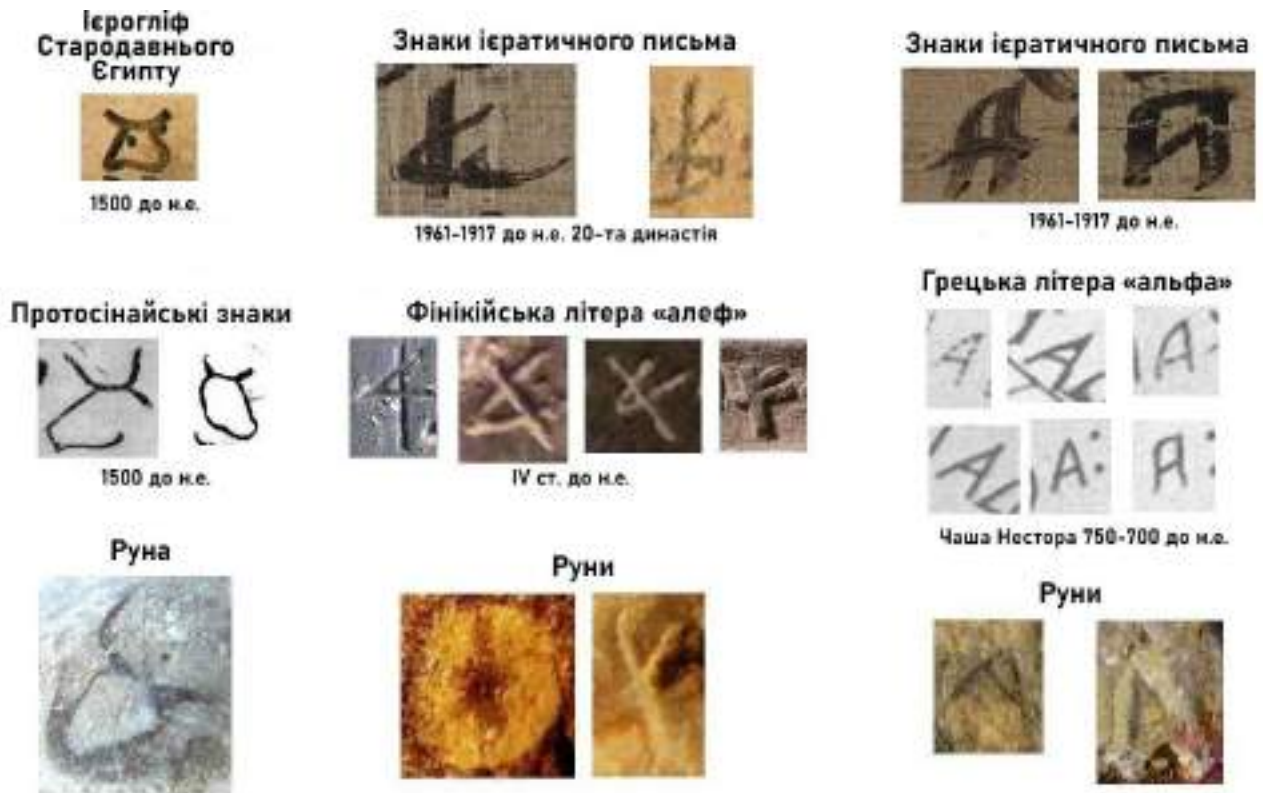 Ієрогліф
Стародавнього
Єгипту
1500 до н.е.
Знаки ієратичного письма
1961-1917 до н.е. 20-та династія
Знаки ієратичного письма
1961-1917 до н.е.
Протосінайські знаки
1500 до н.е.
Фінікійська літера «алеф»
IV ст. до н.е.
Грецька літера «альфа»
Чаша Нестора 750-700 до н.е.
Руна
Руни
Руни